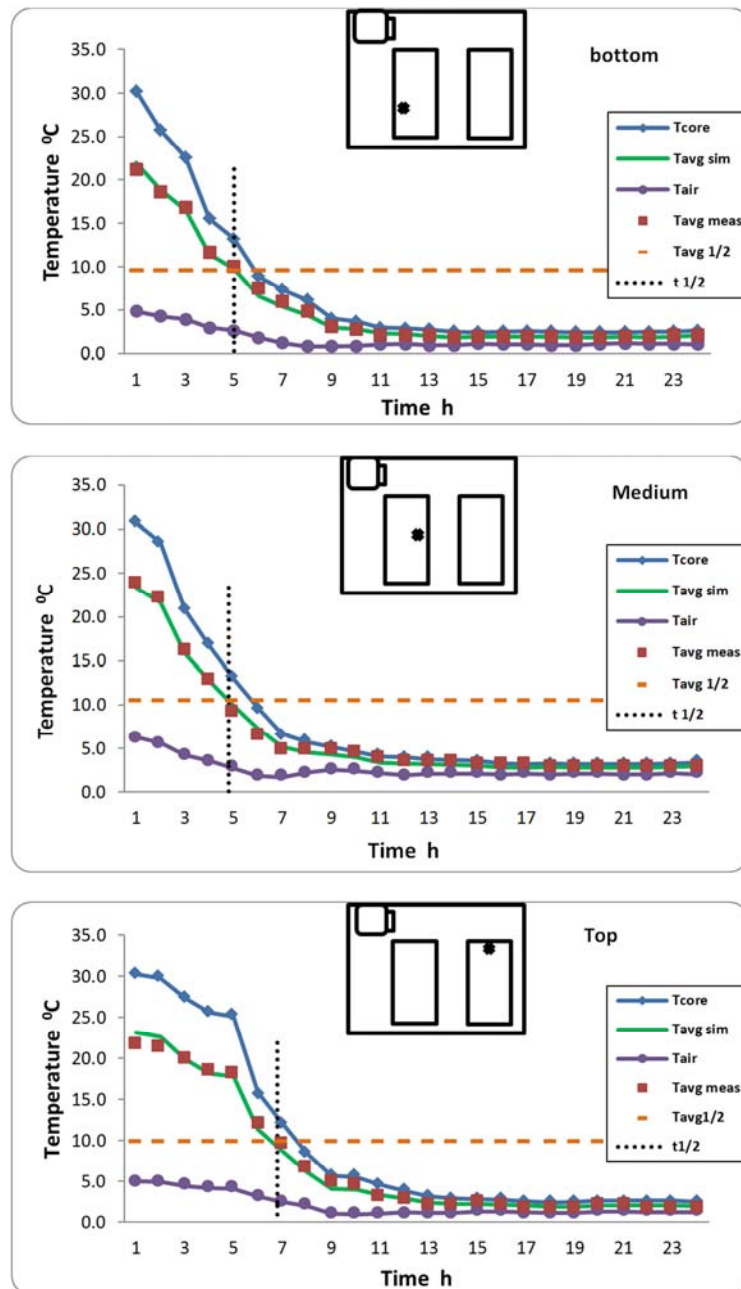 bottom
Temperature ⁰C
35.0
30.0
25.0
20.0
15.0
10.0
5.0
0.0
1 3 5 7 9 11 13 15 17 19 21 23
Time h
Tcore
Tavg sim
Tair
Tavg meas
Tavg 1/2
t 1/2
Medium
Temperature ⁰C
35.0
30.0
25.0
20.0
15.0
10.0
5.0
0.0
1 3 5 7 9 11 13 15 17 19 21 23
Time h
Tcore
Tavg sim
Tair
Tavg meas
Tavg 1/2
t 1/2
Top
Temperature ⁰C
35.0
30.0
25.0
20.0
15.0
10.0
5.0
0.0
1 3 5 7 9 11 13 15 17 19 21 23
Time h
Tcore
Tavg sim
Tair
Tavg meas
Tavg1/2
t1/2